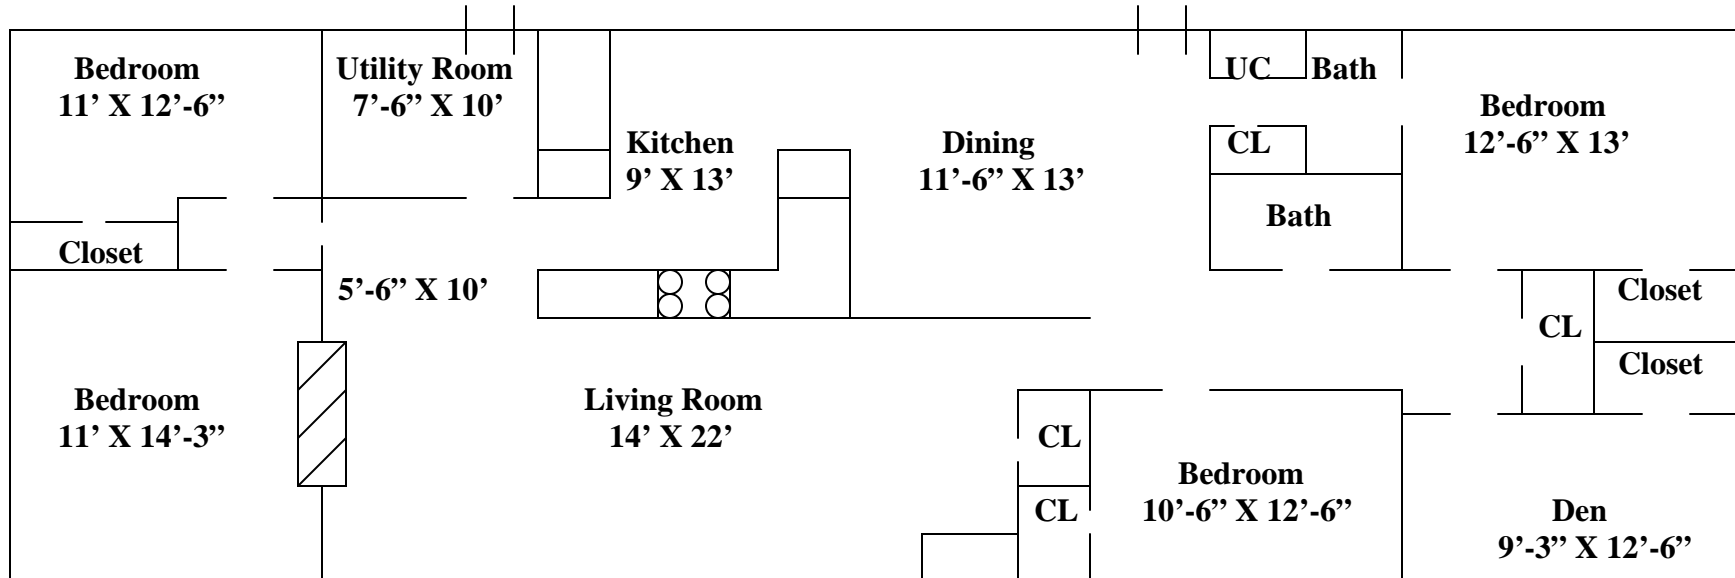 Bedroom
11’ X 12’-6”
Utility Room
7’-6” X 10’
Kitchen
9’ X 13’
Dining
11’-6” X 13’
UC
Bath
CL
Bath
Bedroom
12’-6” X 13’
Closet
5’-6” X 10’
Closet
CL
Closet
Bedroom
11’ X 14’-3”
Living Room
14’ X 22’
CL
CL
Bedroom
10’-6” X 12’-6”
Den
9’-3” X 12’-6”